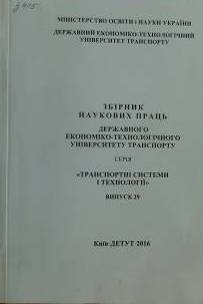 МІНІСТЕРСТВО ОСВІТИ і НАУКИ УКРАЇНИ
ДЕРЖАВНИЙ ЕКОНОМІКО-ТЕХНОЛОГІЧНИЙ
УНІВЕРСИТЕТ ТРАНСПОРТУ
ЗБІРНИК
НАУКОВИХ ПРАЦЬ
ДЕРЖАВНОГО
ЕКОНОМІКО-ТЕХНОЛОГІЧНОГО
УНІВЕРСИТЕТУ ТРАНСПОРТУ
СЕРІЯ
«ТРАНСПОРТНІ СИСТЕМИ
І ТЕХНОЛОГІЇ»
ВИПУСК 29
Київ ДЕТУТ 2016